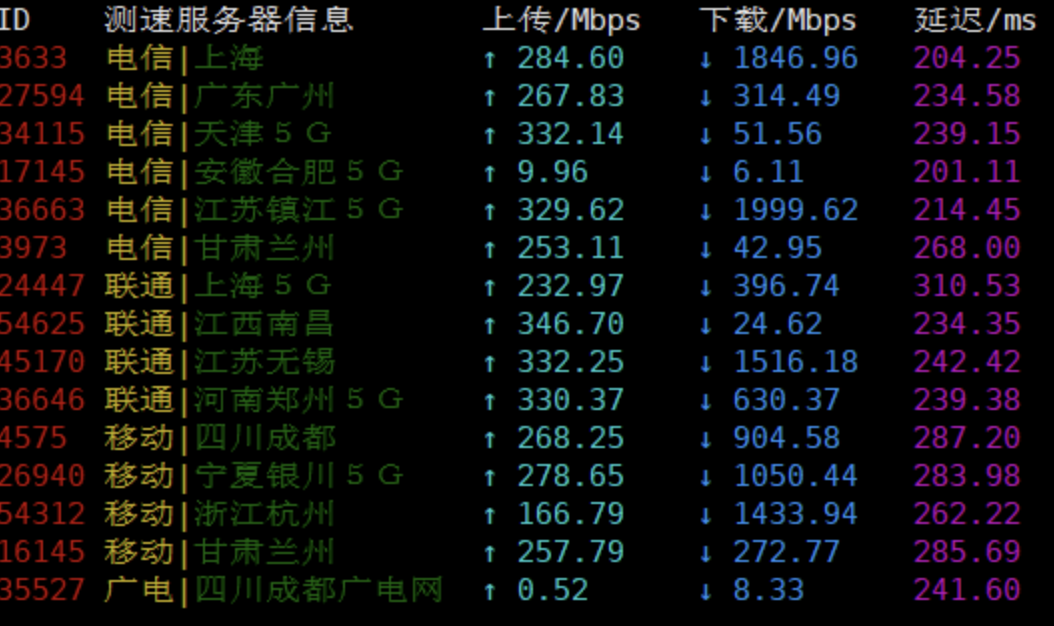 ID 测速服务器信息 上传/Mbps 下载/Mbps 延迟/ms
3633 电信|上海 ↑ 284.60 ↓ 1846.96 204.25
27594 电信|广东广州 ↑ 267.83 ↓ 314.49 234.58
34115 电信|天津5G ↑ 332.14 ↓ 51.56 239.15
17145 电信|安徽合肥5G ↑ 9.96 ↓ 6.11 201.11
36663 电信|江苏镇江5G ↑ 329.62 ↓ 1999.62 214.45
3973 电信|甘肃兰州 ↑ 253.11 ↓ 42.95 268.00
24447 联通|上海5G ↑ 232.97 ↓ 396.74 310.53
54625 联通|江西南昌 ↑ 346.70 ↓ 24.62 234.35
45170 联通|江苏无锡 ↑ 332.25 ↓ 1516.18 242.42
36646 联通|河南郑州5G ↑ 330.37 ↓ 630.37 239.38
4575 移动|四川成都 ↑ 268.25 ↓ 904.58 287.20
26940 移动|宁夏银川5G ↑ 278.65 ↓ 1050.44 283.98
54312 移动|浙江杭州 ↑ 166.79 ↓ 1433.94 262.22
16145 移动|甘肃兰州 ↑ 257.79 ↓ 272.77 285.69
35527 广电|四川成都广电网 ↑ 0.52 ↓ 8.33 241.60